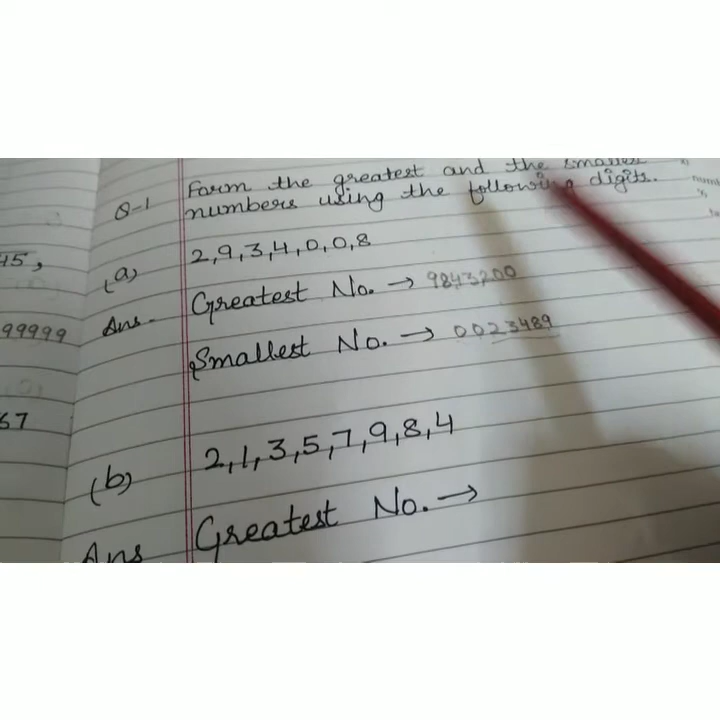 Q-1 Form the greatest and the smallest
numbers using the following digits.
(a) 2,9,3,4,0,0,8
Ans - Greatest No. → 9843200
Smallest No. → 0023489
(b) 2,1,3,5,7,9,8,4
Ans Greatest No. →
45,
99999
67